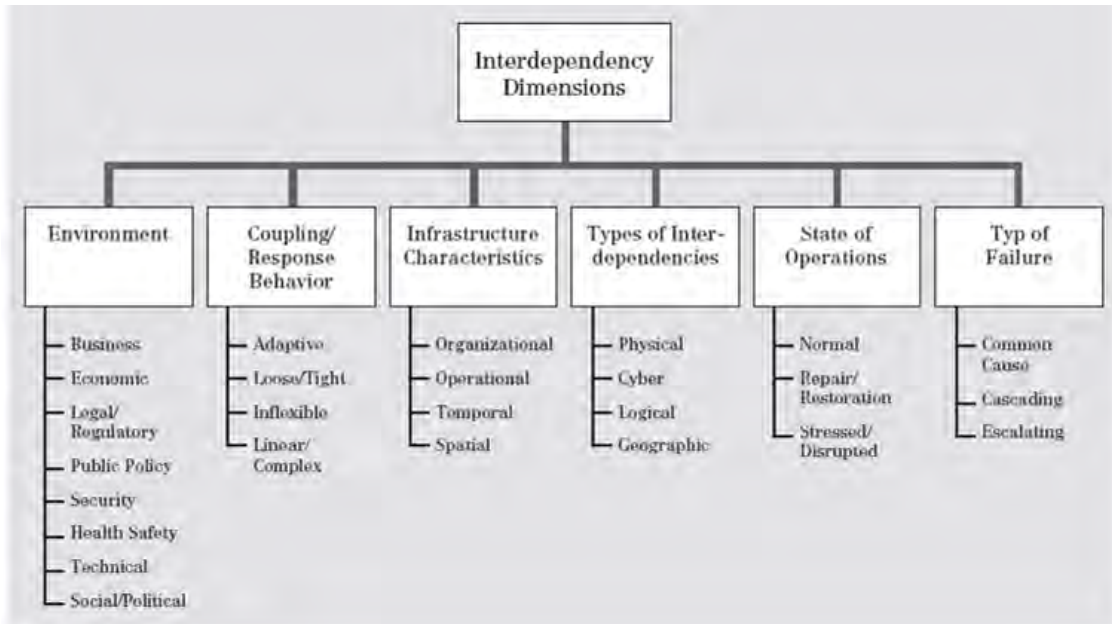 Interdependency
Dimensions
Environment
Business
Economic
Legal/
Regulatory
Public Policy
Security
Health Safety
Technical
Social/Political
Coupling/
Response
Behavior
Adaptive
Loose/Tight
Inflexible
Linear/
Complex
Infrastructure
Characteristics
Organizational
Operational
Temporal
Spatial
Types of Inter-
dependencies
Physical
Cyber
Logical
Geographic
State of
Operations
Normal
Repair/
Restoration
Stressed/
Disrupted
Typ of
Failure
Common
Cause
Cascading
Escalating